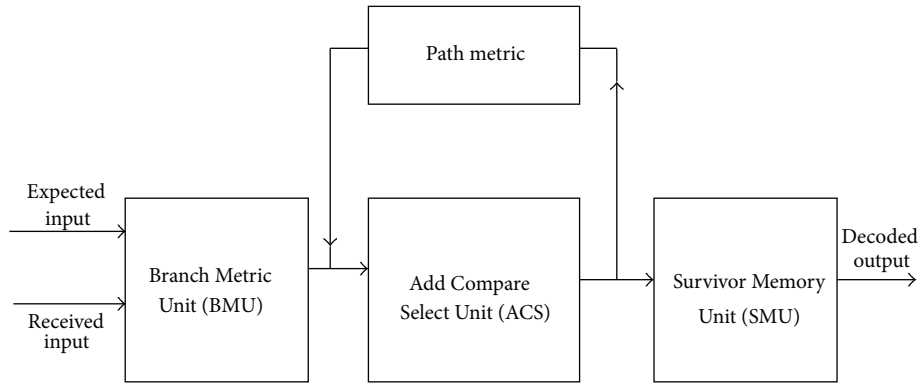 Path metric
Expected
input
Received
input
Branch Metric
Unit (BMU)
Add Compare
Select Unit (ACS)
Survivor Memory
Unit (SMU)
Decoded
output